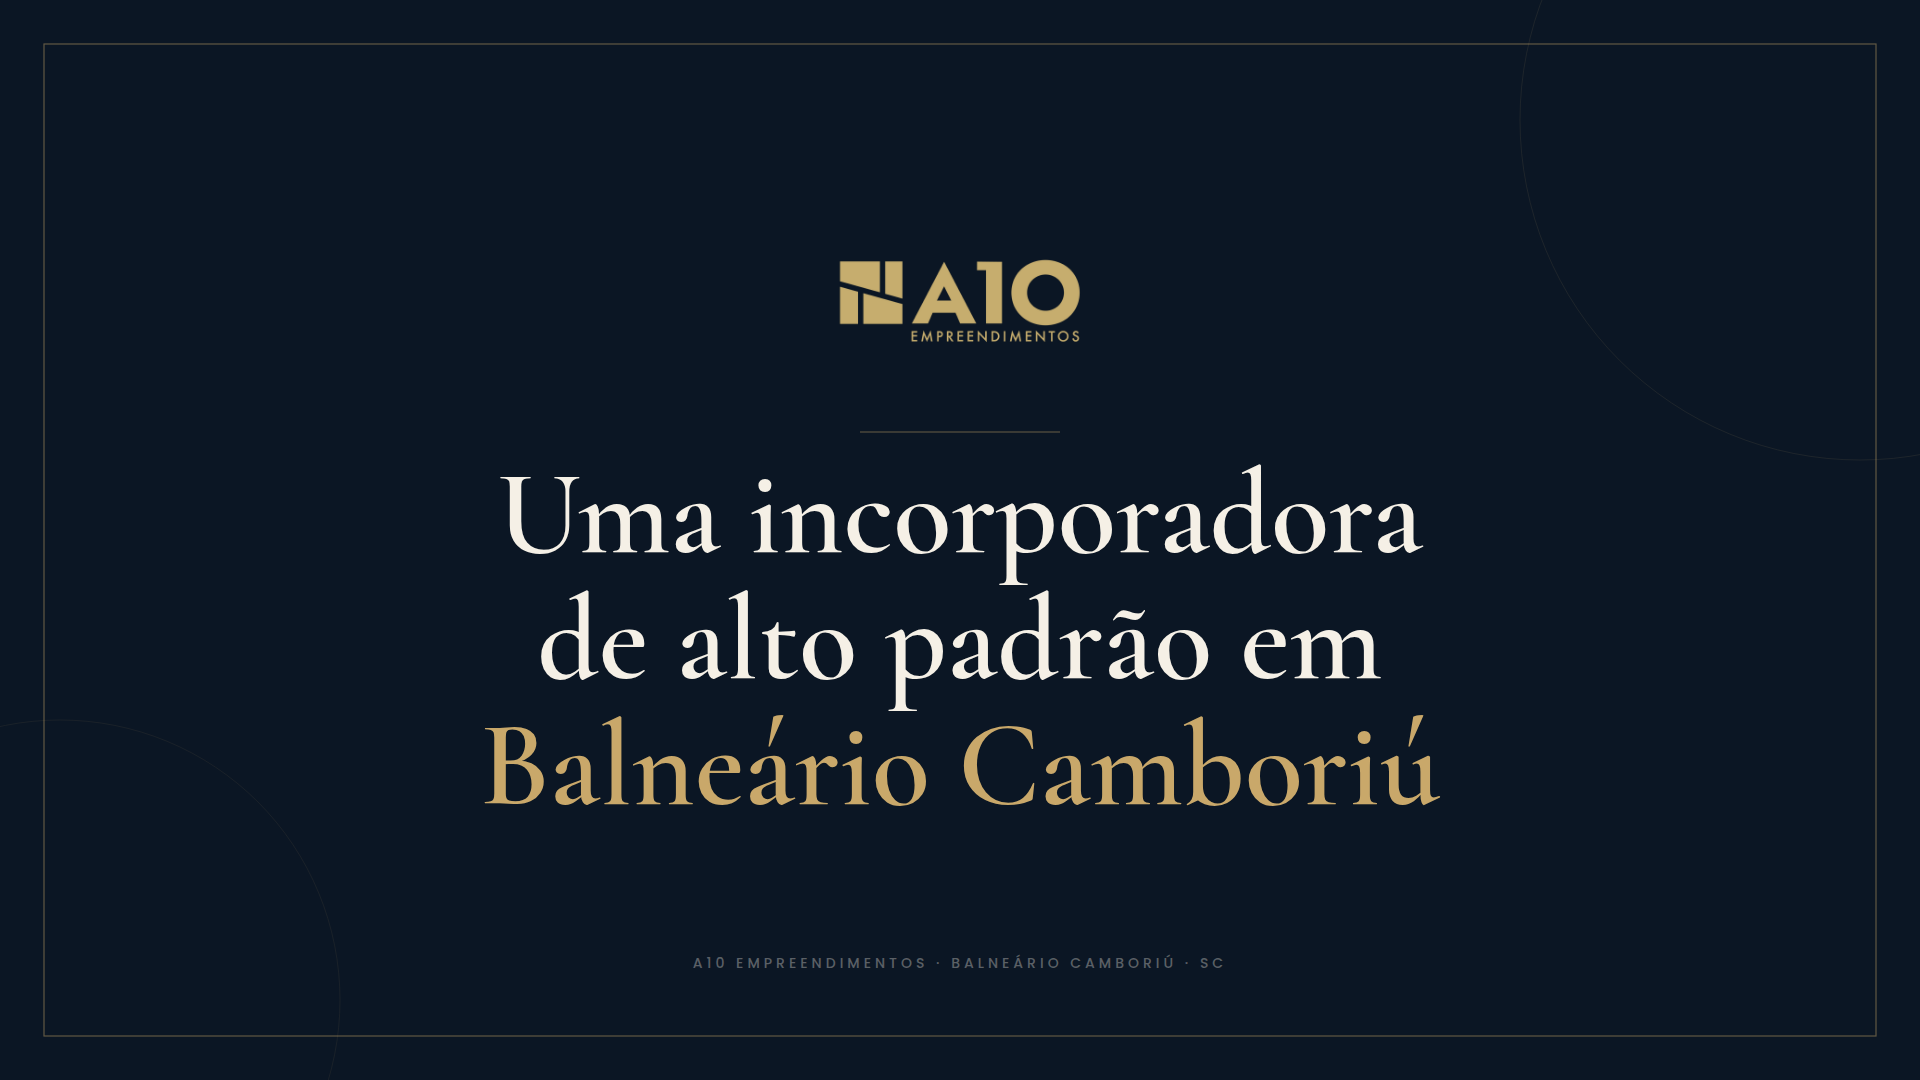 A10
EMPREENDIMENTOS
Uma incorporadora
de alto padrão em
Balneário Camboriú
A10 EMPREENDIMENTOS · BALNEÁRIO CAMBORIÚ · SC